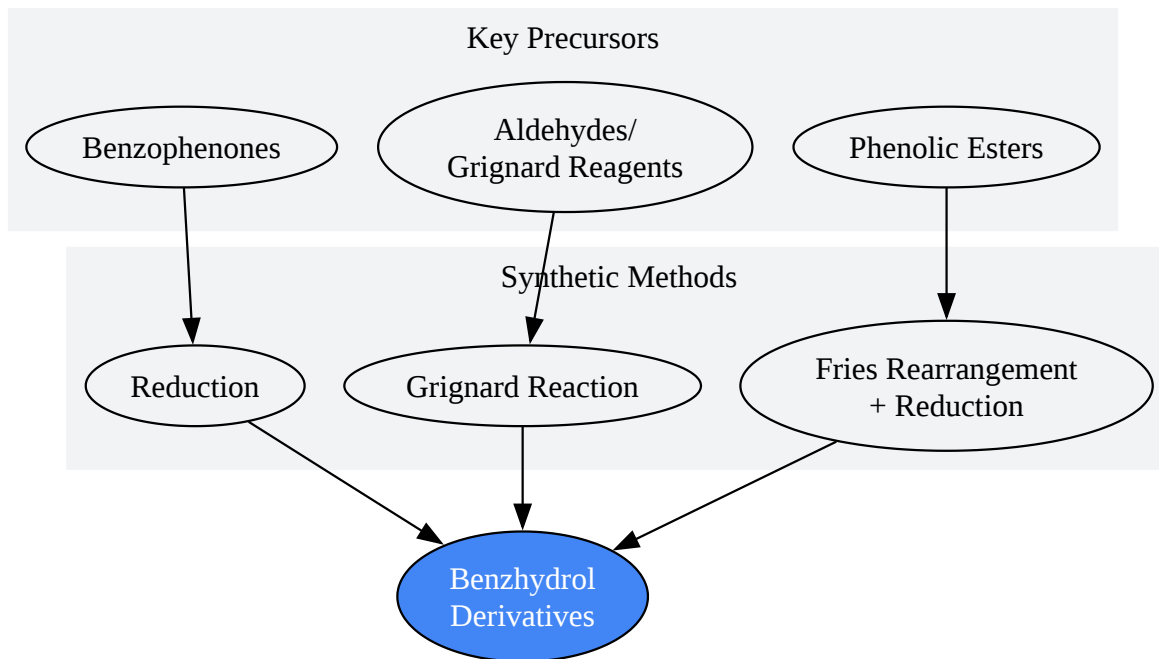 Key Precursors
Benzophenones
Aldehydes/
Grignard Reagents
Phenolic Esters
Synthetic Methods
Reduction
Grignard Reaction
Fries Rearrangement
+ Reduction
Benzhydrol
Derivatives